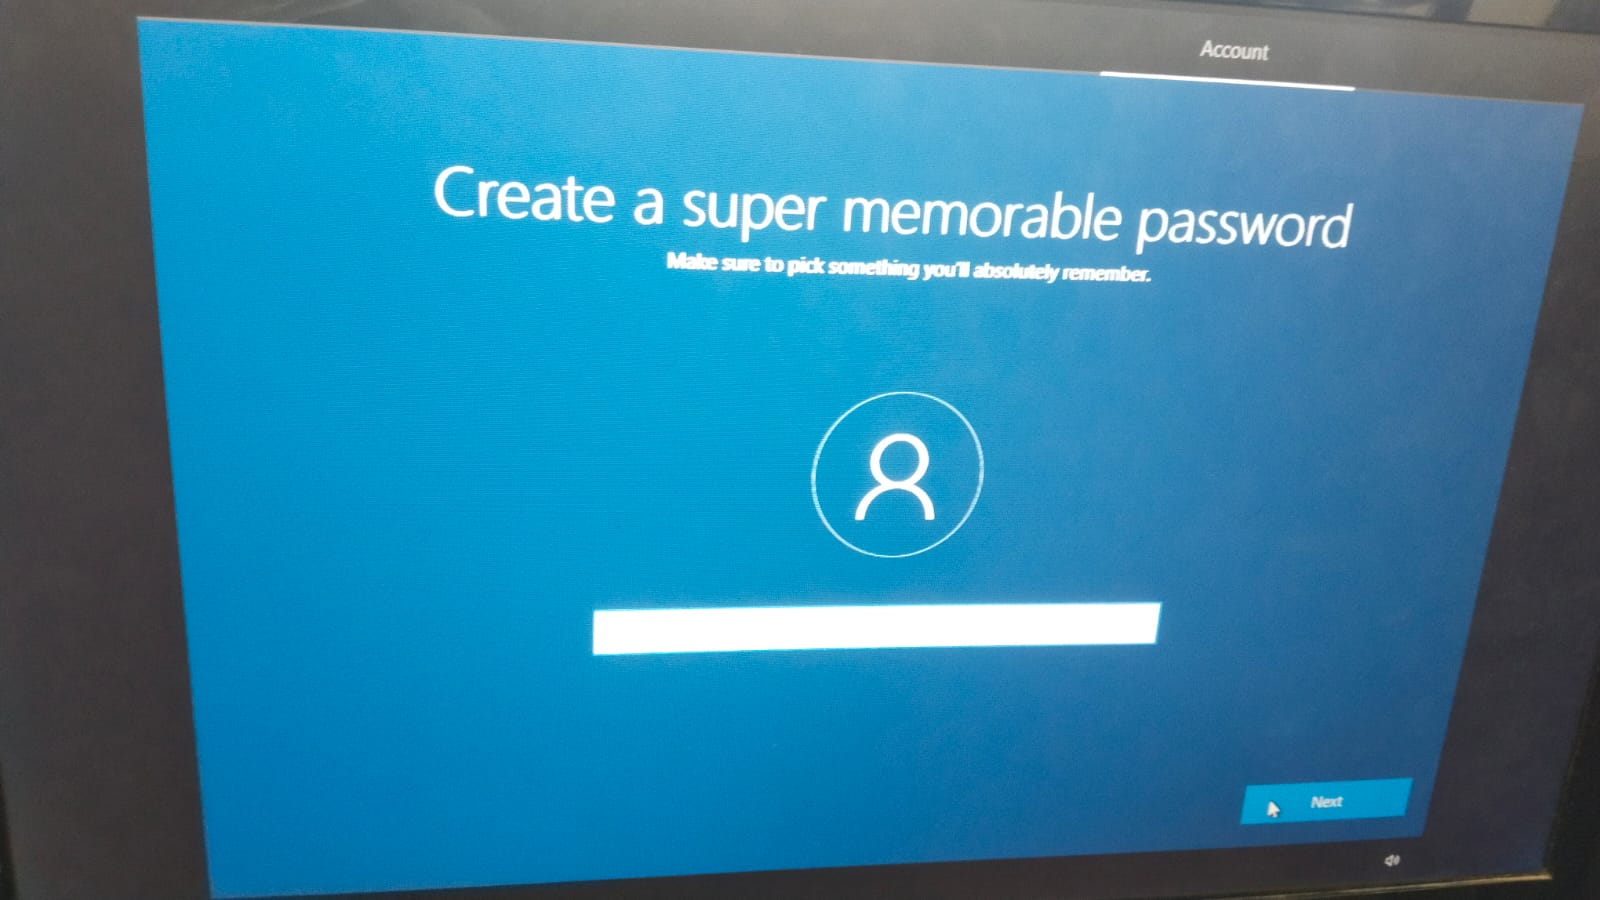 Account
Create a super memorable password
Make sure to pick something you'll absolutely remember.
Next